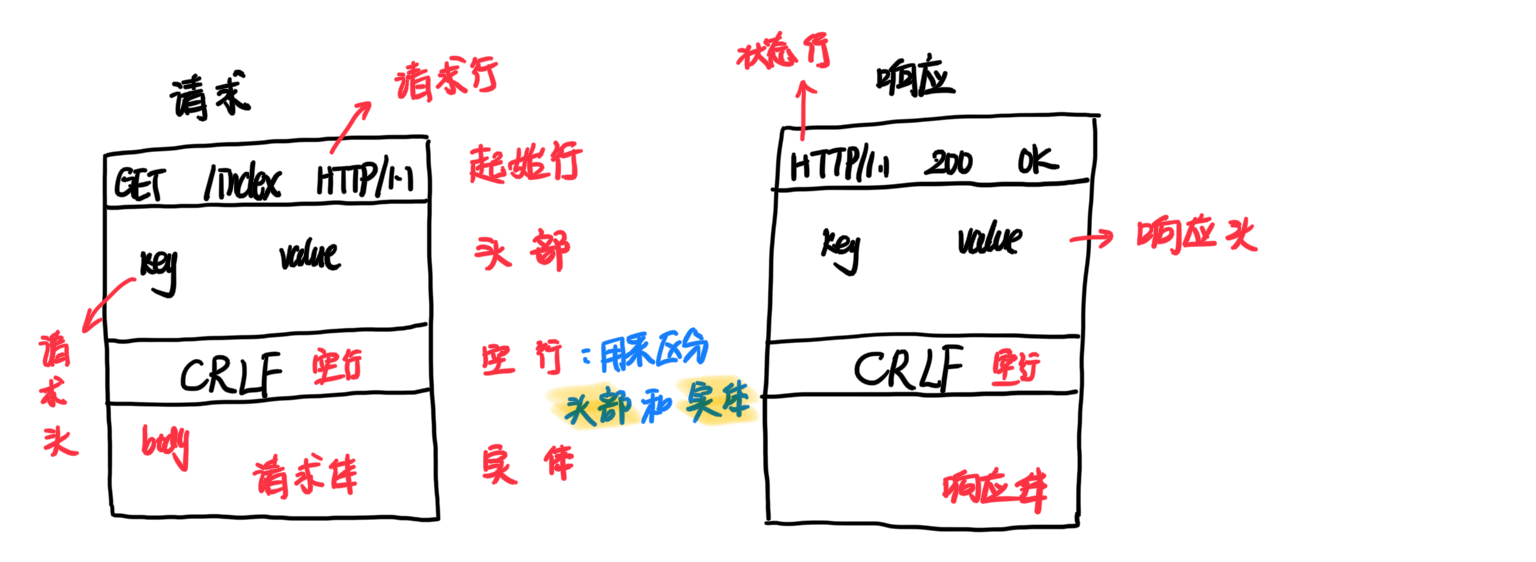 请求
请求行
GET /Index HTTP/1.1
起始行
key value
头部
请求头
CRLF 空行
空行：用来区分
头部和实体
body
请求体
实体
状态行
响应
HTTP/1.1 200 OK
key value
响应头
CRLF 空行
响应体